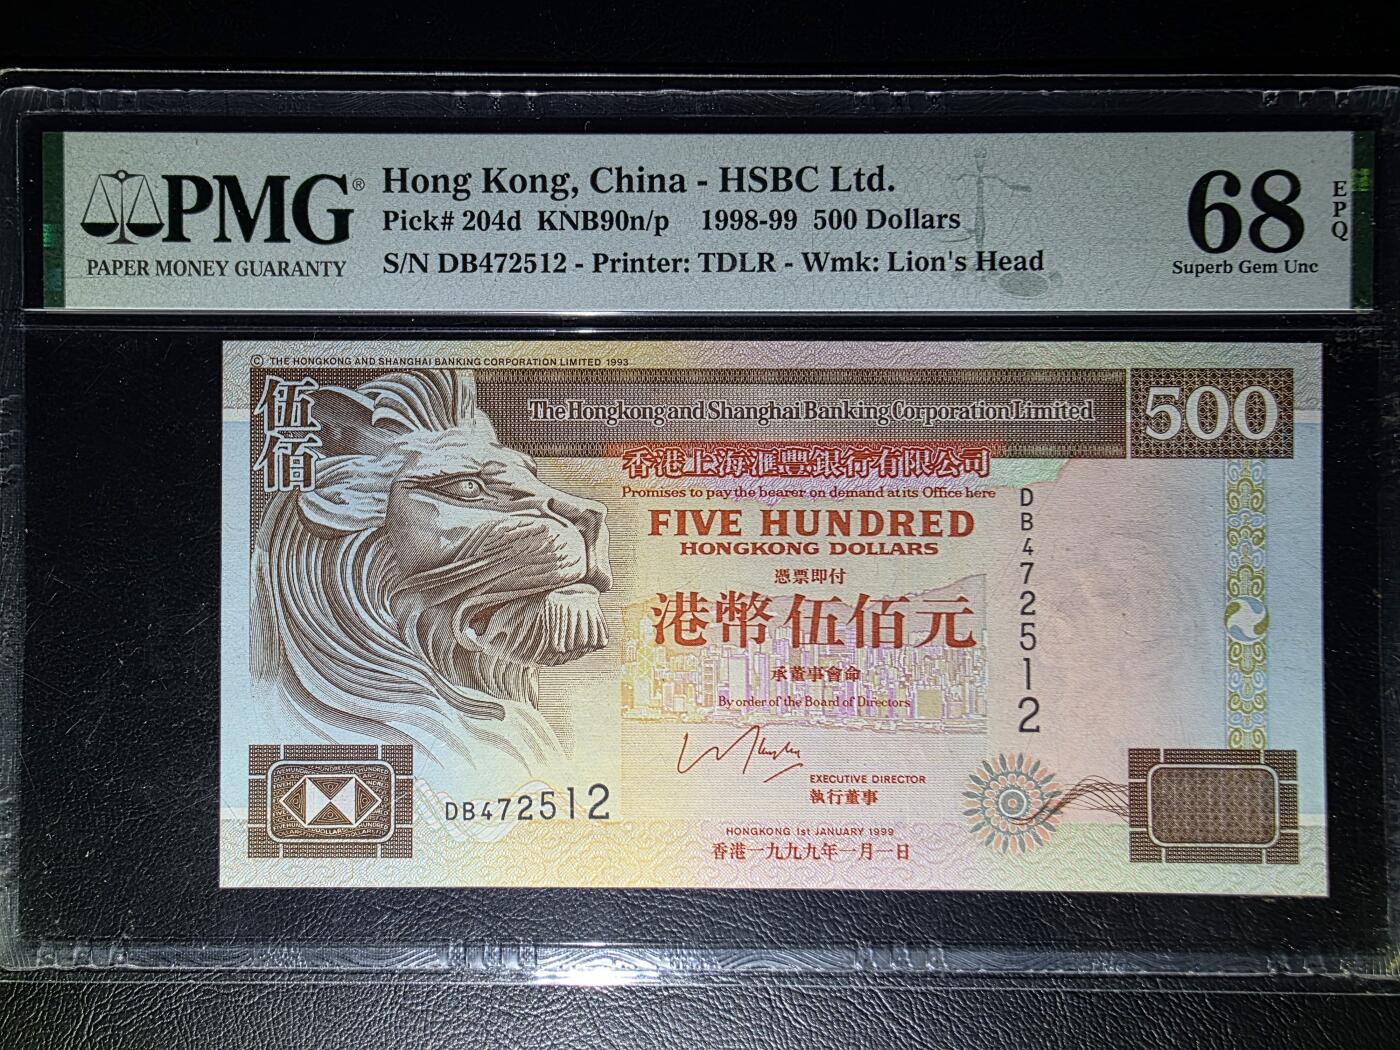 PMG®
PAPER MONEY GUARANTY
Hong Kong, China - HSBC Ltd.
Pick# 204d KNB90n/p 1998-99 500 Dollars
S/N DB472512 - Printer: TDLR - Wmk: Lion's Head
68
EPQ
Superb Gem Unc
© THE HONGKONG AND SHANGHAI BANKING CORPORATION LIMITED 1993
伍佰
The Hongkong and Shanghai Banking Corporation Limited
500
香港上海滙豐銀行有限公司
Promises to pay the bearer on demand at its Office here
FIVE HUNDRED
HONGKONG DOLLARS
憑票即付
港幣伍佰元
承董事會命
By order of the Board of Directors
DB472512
EXECUTIVE DIRECTOR
執行董事
DB472512
HONGKONG 1st JANUARY 1999
香港一九九九年一月一日